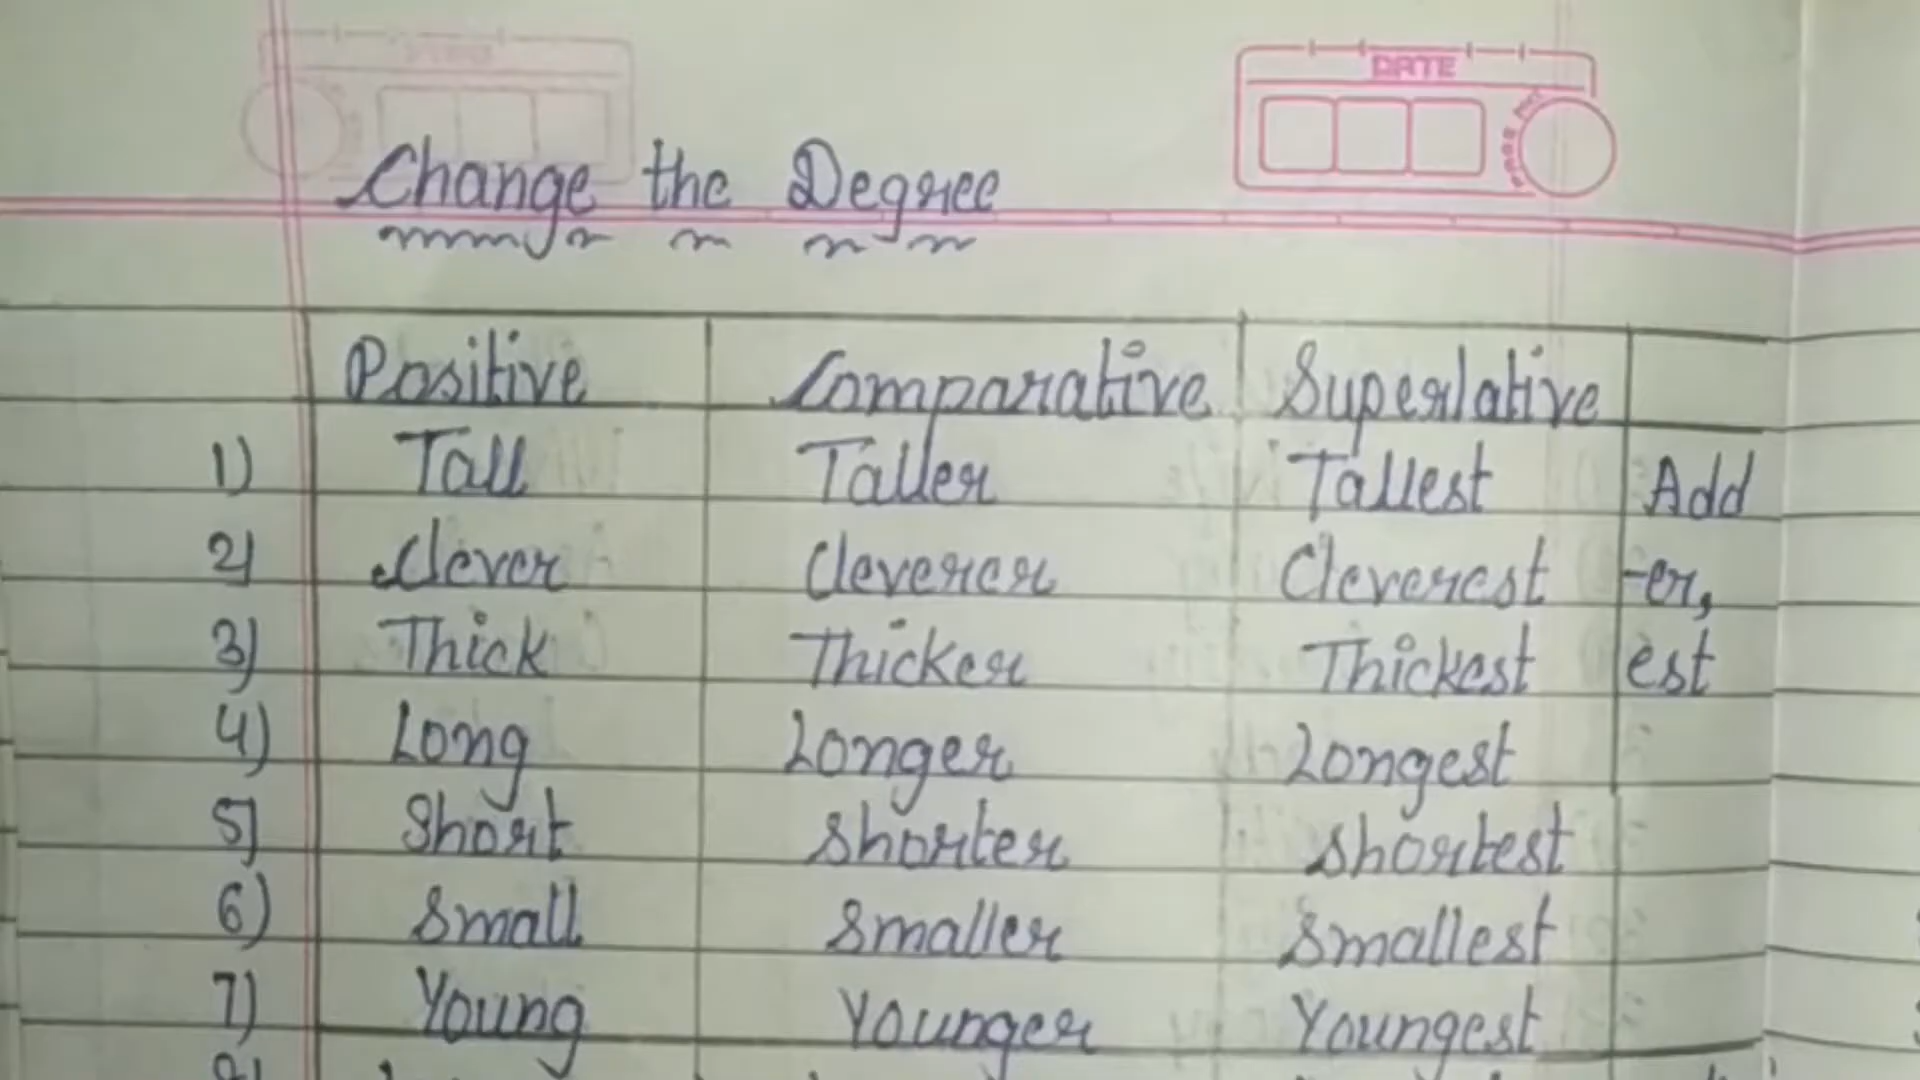 DATE
Change the Degree
Positive Comparative Superlative
1) Tall Taller Tallest Add
2) Clever Cleverer Cleverest -er,
3) Thick Thicker Thickest est
4) Long Longer Longest
5) Short Shorter Shortest
6) Small Smaller Smallest
7) Young Younger Youngest